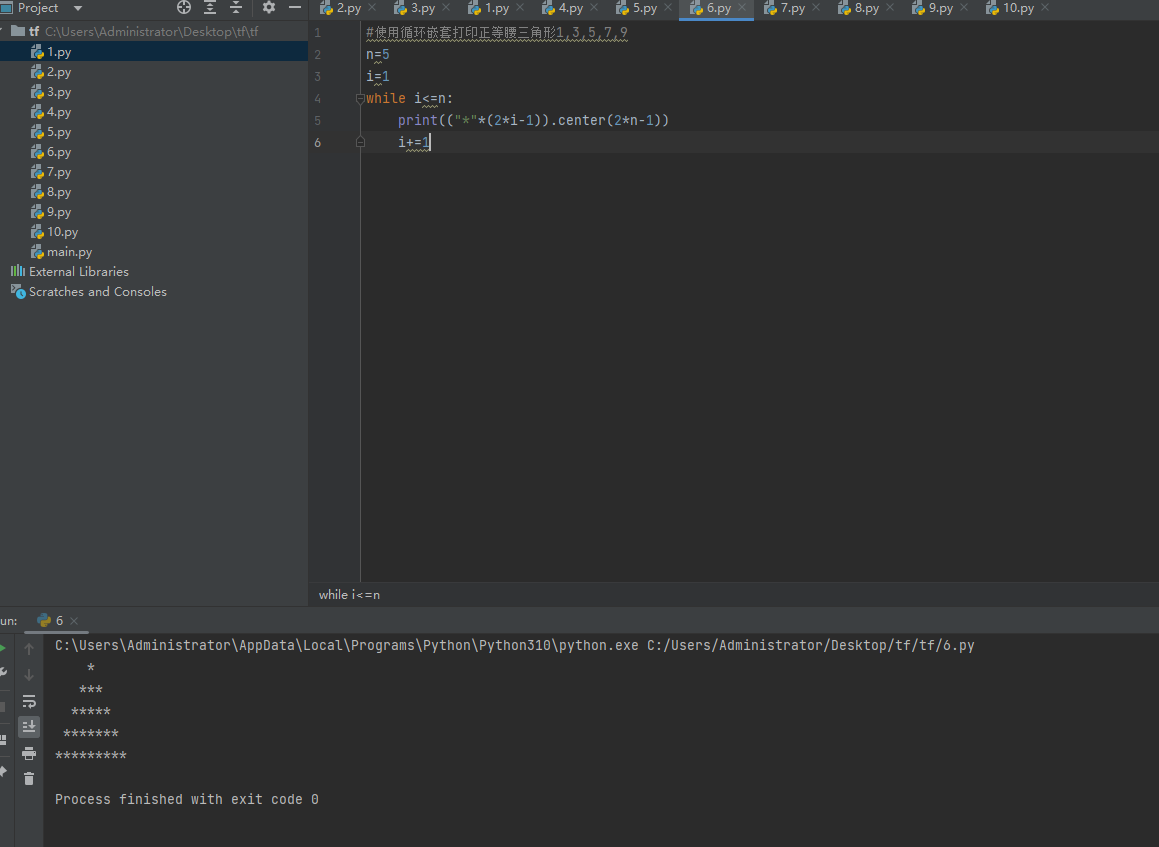 Project
2.py
3.py
1.py
4.py
5.py
6.py
7.py
8.py
9.py
10.py
tf C:\Users\Administrator\Desktop\tf\tf
1.py
2.py
3.py
4.py
5.py
6.py
7.py
8.py
9.py
10.py
main.py
External Libraries
Scratches and Consoles
1 #使用循环嵌套打印正等腰三角形1,3,5,7,9
2 n=5
3 i=1
4 while i<=n:
5     print(("*"*(2*i-1)).center(2*n-1))
6     i+=1
while i<=n
un: 6
C:\Users\Administrator\AppData\Local\Programs\Python\Python310\python.exe C:/Users/Administrator/Desktop/tf/tf/6.py
    *
   ***
  *****
 *******
*********
Process finished with exit code 0